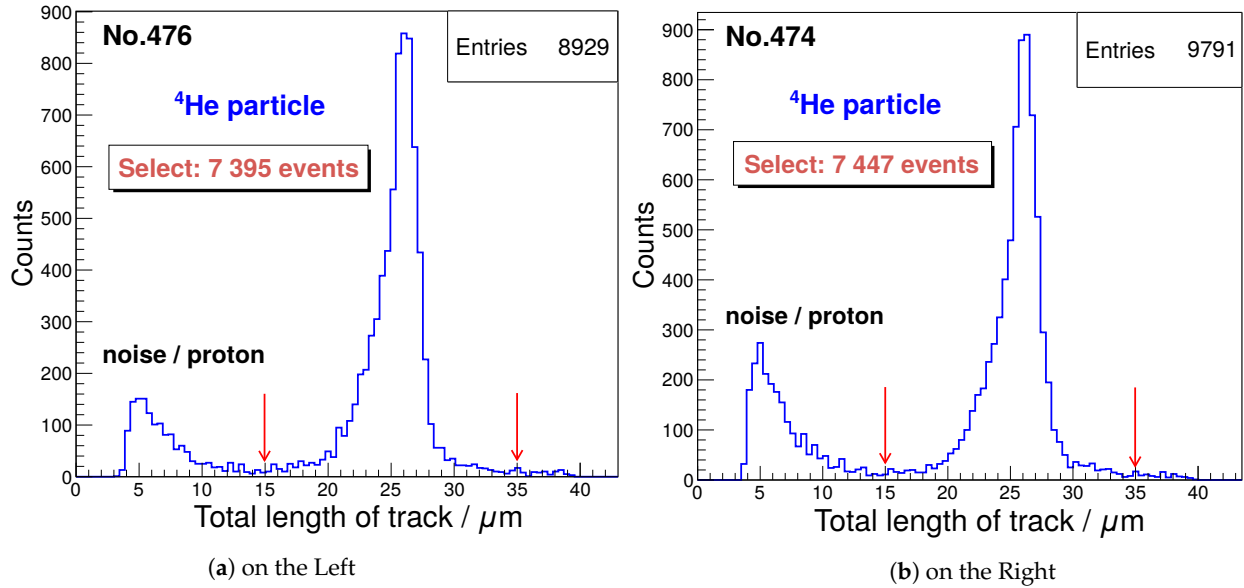 No.476
Entries 8929
⁴He particle
Select: 7 395 events
noise / proton
Counts
900
800
700
600
500
400
300
200
100
0
0 5 10 15 20 25 30 35 40
Total length of track / μm
(a) on the Left
No.474
Entries 9791
⁴He particle
Select: 7 447 events
noise / proton
Counts
900
800
700
600
500
400
300
200
100
0
0 5 10 15 20 25 30 35 40
Total length of track / μm
(b) on the Right